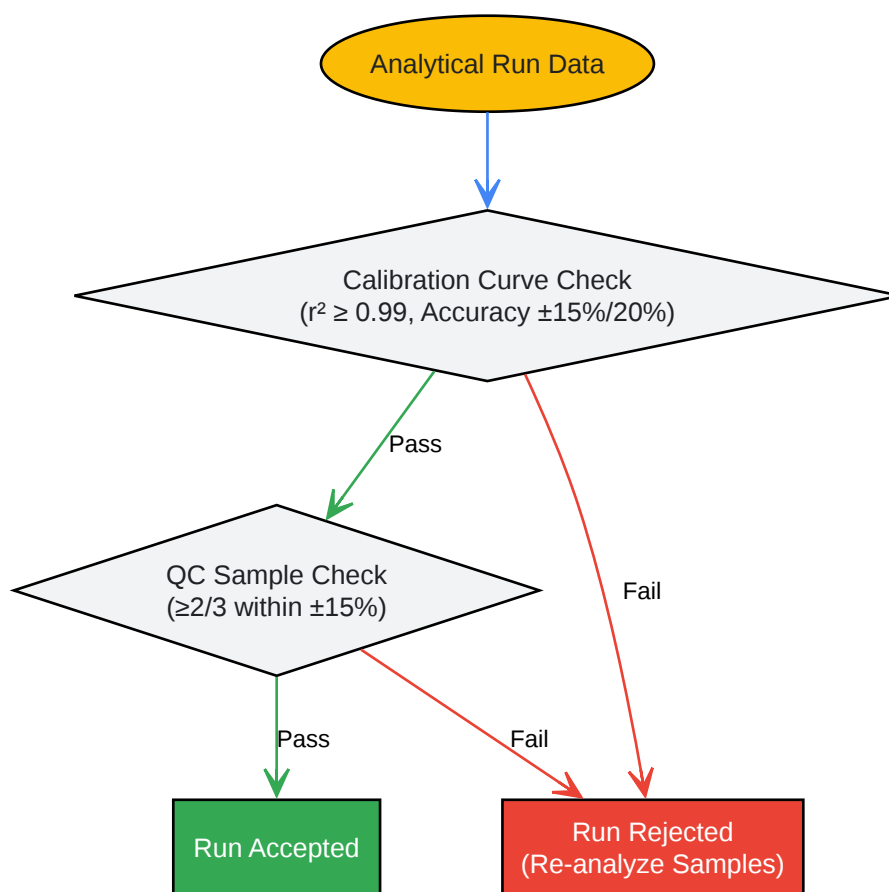 Analytical Run Data
Calibration Curve Check
(r² ≥ 0.99, Accuracy ±15%/20%)
Pass
QC Sample Check
(≥2/3 within ±15%)
Fail
Pass
Fail
Run Accepted
Run Rejected
(Re-analyze Samples)